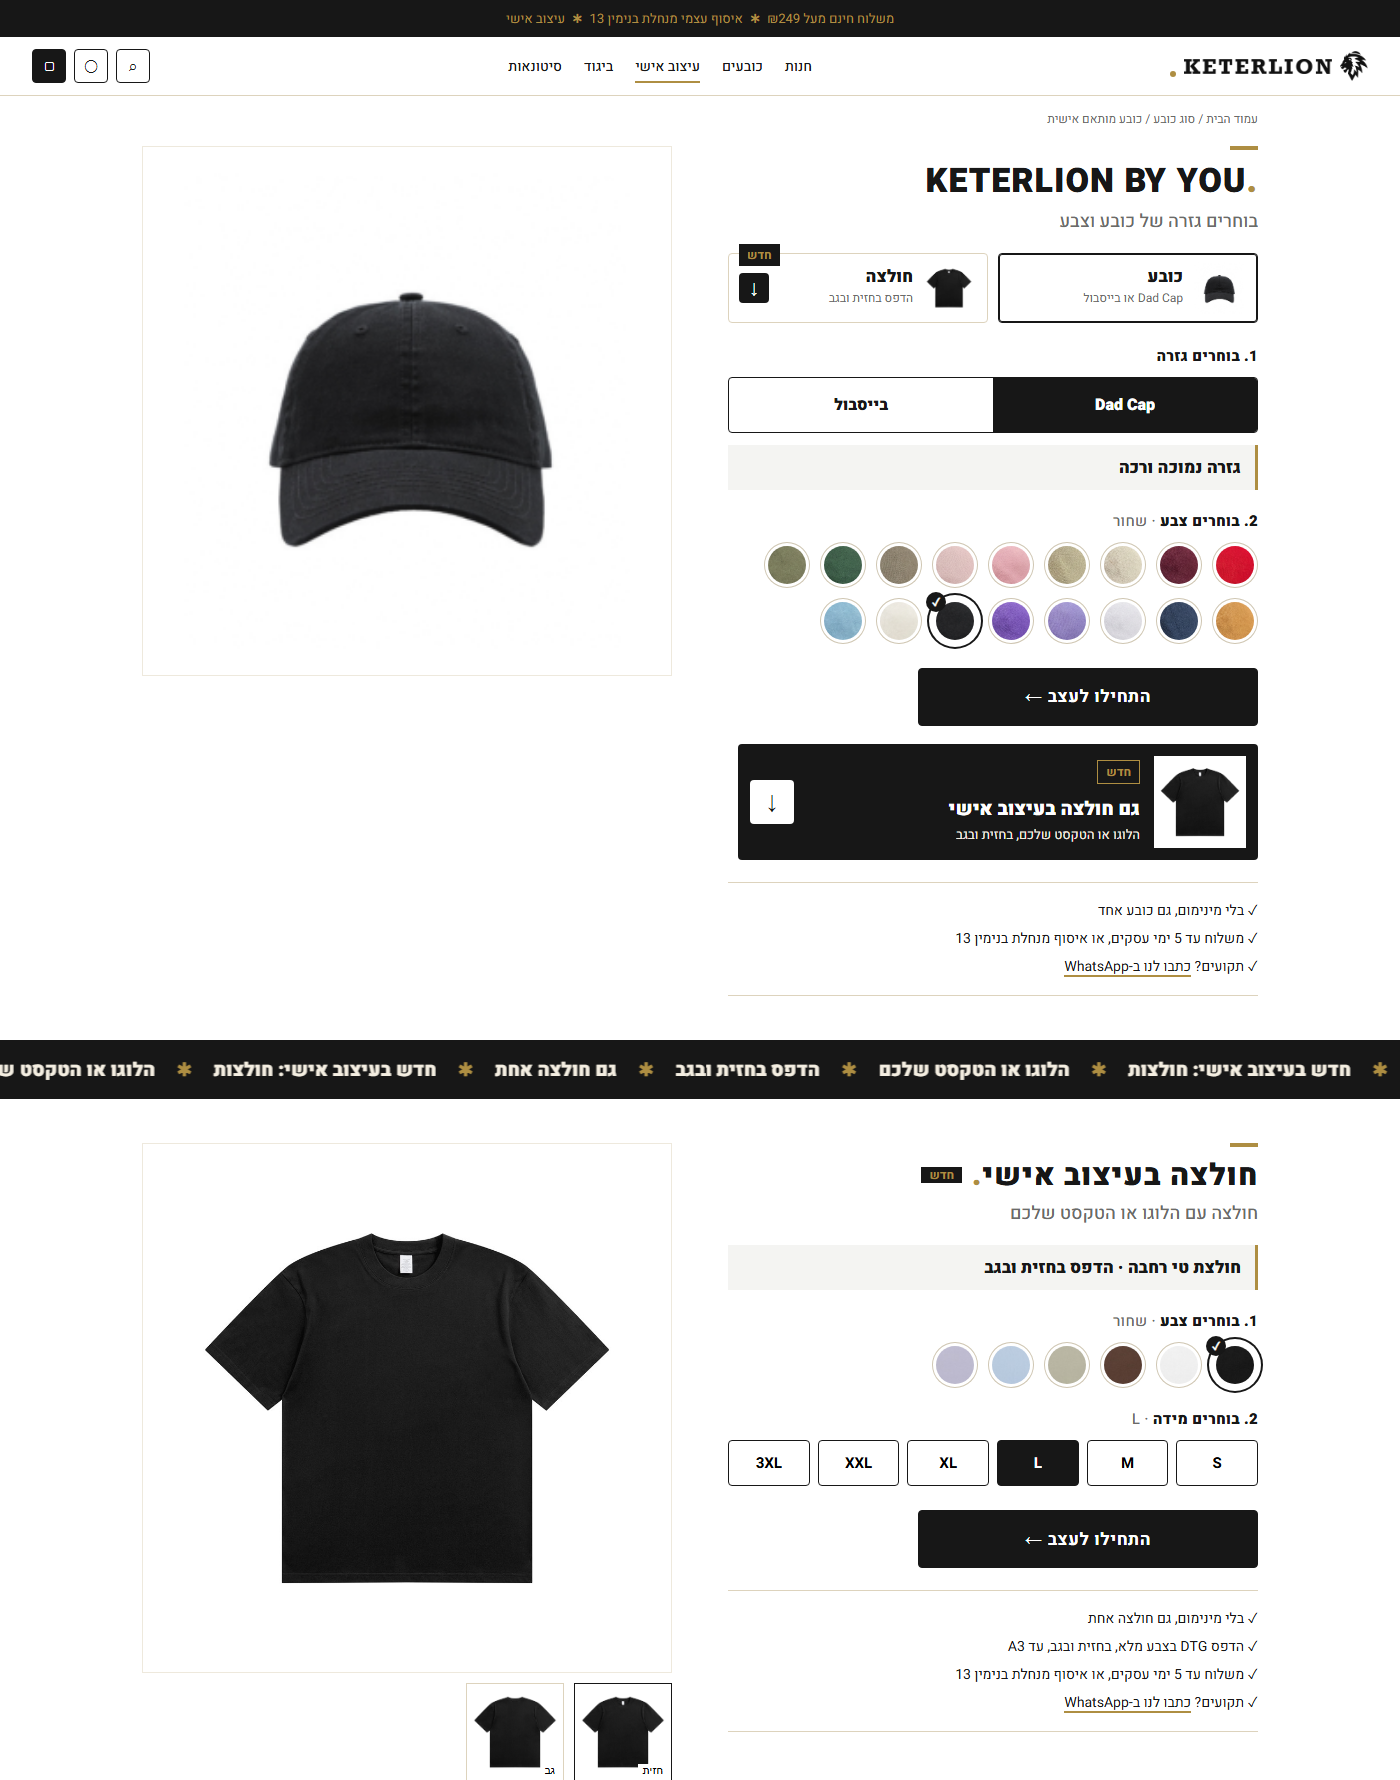 משלוח חינם מעל 249₪ ✱ איסוף עצמי מנחלת בנימין 13 ✱ עיצוב אישי
KETERLION.
חנות כובעים עיצוב אישי ביגוד סיטונאות
עמוד הבית / סוג כובע / כובע מותאם אישית
KETERLION BY YOU.
בוחרים גזרה של כובע וצבע
כובע
Dad Cap או בייסבול
חדש
חולצה
הדפס בחזית ובגב
↓
1. בוחרים גזרה
Dad Cap
בייסבול
גזרה נמוכה ורכה
2. בוחרים צבע · שחור
התחילו לעצב ←
חדש
גם חולצה בעיצוב אישי
הלוגו או הטקסט שלכם, בחזית ובגב
↓
✓ בלי מינימום, גם כובע אחד
✓ משלוח עד 5 ימי עסקים, או איסוף מנחלת בנימין 13
✓ תקועים? כתבו לנו ב-WhatsApp
✱ חדש בעיצוב אישי: חולצות ✱ הלוגו או הטקסט שלכם ✱ הדפס בחזית ובגב ✱ גם חולצה אחת ✱ חדש בעיצוב אישי: חולצות ✱ הלוגו או הטקסט ש
חולצה בעיצוב אישי. חדש
חולצה עם הלוגו או הטקסט שלכם
חולצת טי רחבה · הדפס בחזית ובגב
1. בוחרים צבע · שחור
2. בוחרים מידה · L
S M L XL XXL 3XL
התחילו לעצב ←
✓ בלי מינימום, גם חולצה אחת
✓ הדפס DTG בצבע מלא, בחזית ובגב, עד A3
✓ משלוח עד 5 ימי עסקים, או איסוף מנחלת בנימין 13
✓ תקועים? כתבו לנו ב-WhatsApp
חזית
גב